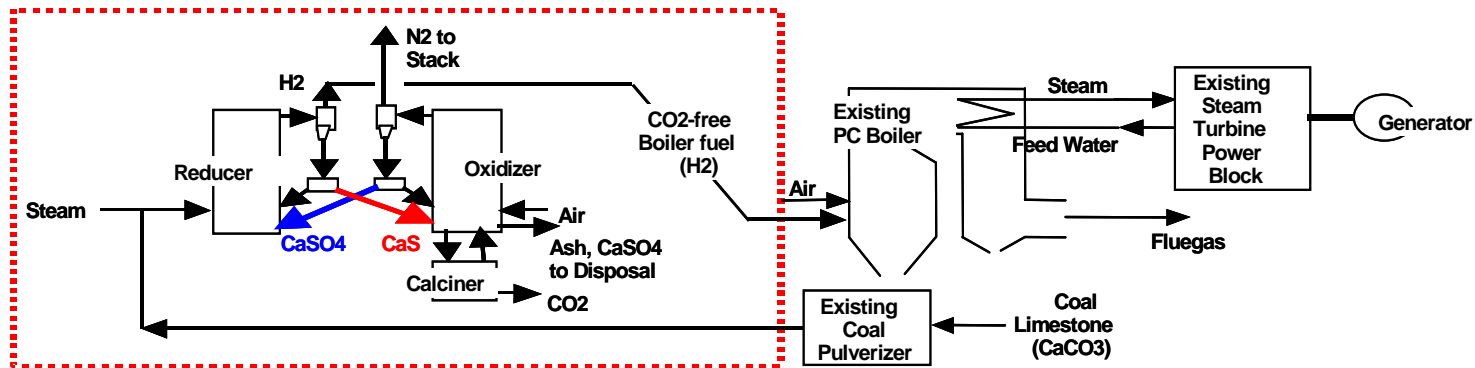 N2 to
Stack
H2
Reducer
Oxidizer
Steam
CaSO4
CaS
Air
Ash, CaSO4
to Disposal
Calciner
CO2
CO2-free
Boiler fuel
(H2)
Air
Existing
PC Boiler
Steam
Feed Water
Existing
Steam
Turbine
Power
Block
Generator
Fluegas
Existing
Coal
Pulverizer
Coal
Limestone
(CaCO3)